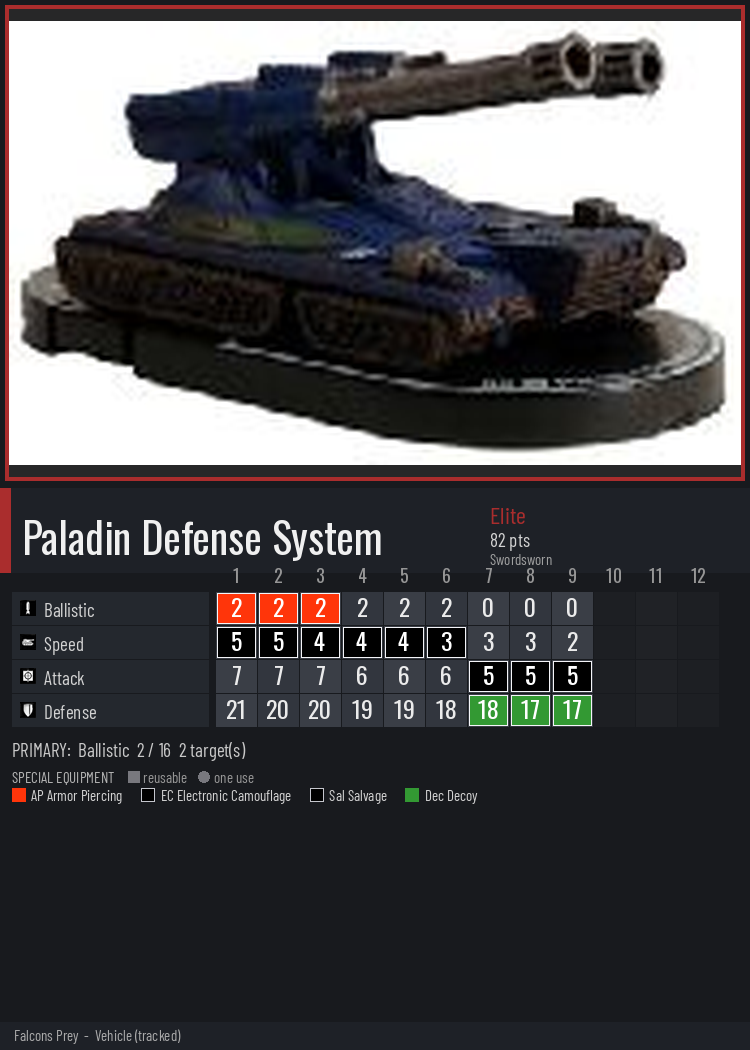 Paladin Defense System
Elite
82 pts
Swordsworn
1 2 3 4 5 6 7 8 9 10 11 12
Ballistic 2 2 2 2 2 2 0 0 0
Speed 5 5 4 4 4 3 3 3 2
Attack 7 7 7 6 6 6 5 5 5
Defense 21 20 20 19 19 18 18 17 17
PRIMARY: Ballistic 2 / 16 2 target(s)
SPECIAL EQUIPMENT reusable one use
AP Armor Piercing EC Electronic Camouflage Sal Salvage Dec Decoy
Falcons Prey - Vehicle (tracked)